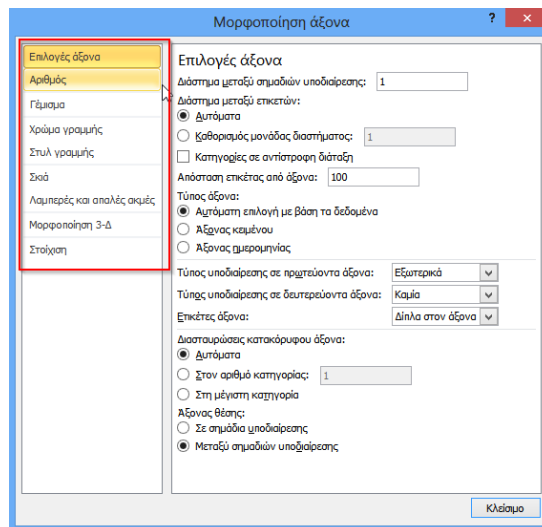 Μορφοποίηση άξονα
?
Επιλογές άξονα
Αριθμός
Γέμισμα
Χρώμα γραμμής
Στυλ γραμμής
Σκιά
Λαμπερές και απαλές ακμές
Μορφοποίηση 3-Δ
Στοίχιση
Επιλογές άξονα
Διάστημα μεταξύ σημαδιών υποδιαίρεσης: 1
Διάστημα μεταξύ ετικετών:
Αυτόματα
Καθορισμός μονάδας διαστήματος: 1
Κατηγορίες σε αντίστροφη διάταξη
Απόσταση ετικέτας από άξονα: 100
Τύπος άξονα:
Αυτόματη επιλογή με βάση τα δεδομένα
Άξονας κειμένου
Άξονας ημερομηνίας
Τύπος υποδιαίρεσης σε πρωτεύοντα άξονα: Εξωτερικά
Τύπος υποδιαίρεσης σε δευτερεύοντα άξονα: Καμία
Ετικέτες άξονα: Δίπλα στον άξονα
Διασταυρώσεις κατακόρυφου άξονα:
Αυτόματα
Στον αριθμό κατηγορίας: 1
Στη μέγιστη κατηγορία
Άξονας θέσης:
Σε σημάδια υποδιαίρεσης
Μεταξύ σημαδιών υποδιαίρεσης
Κλείσιμο